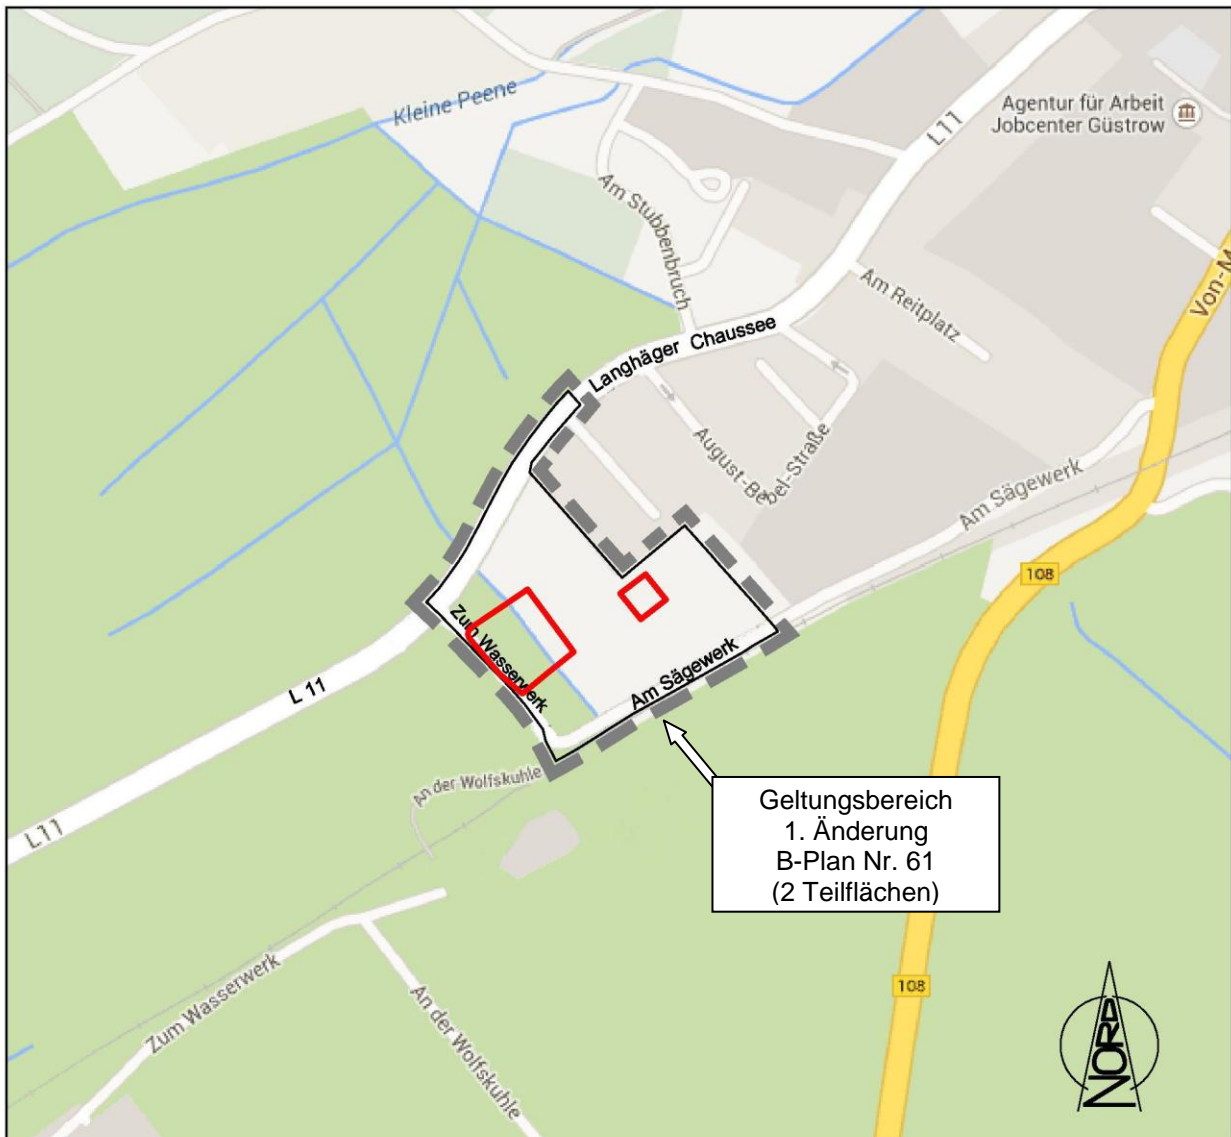 Kleine Peene
L11
Agentur für Arbeit
Jobcenter Güstrow
Am Stubbenbruch
Am Reitplatz
Von-M
Langhäger Chaussee
August-Bebel-Straße
Am Sägewerk
108
Zum Wasserwerk
Am Sägewerk
L 11
An der Wolfskuhle
L11
Geltungsbereich
1. Änderung
B-Plan Nr. 61
(2 Teilflächen)
108
Zum Wasserwerk
An der Wolfskuhle
NORD